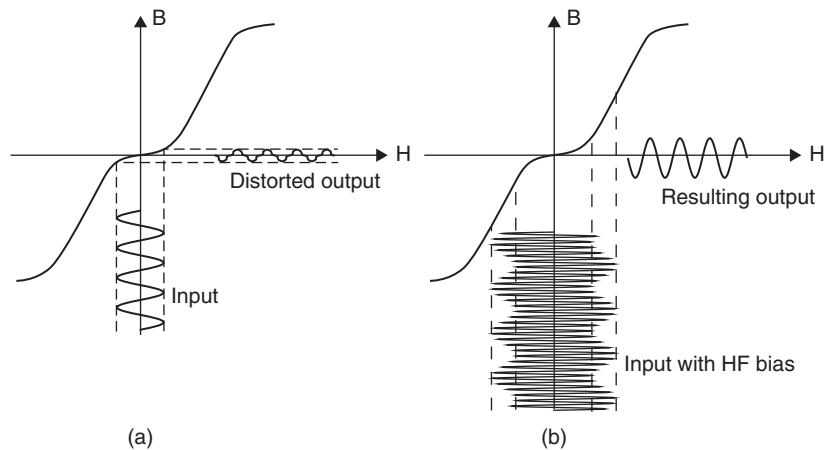 B
H
Distorted output
Input
(a)
B
H
Resulting output
Input with HF bias
(b)